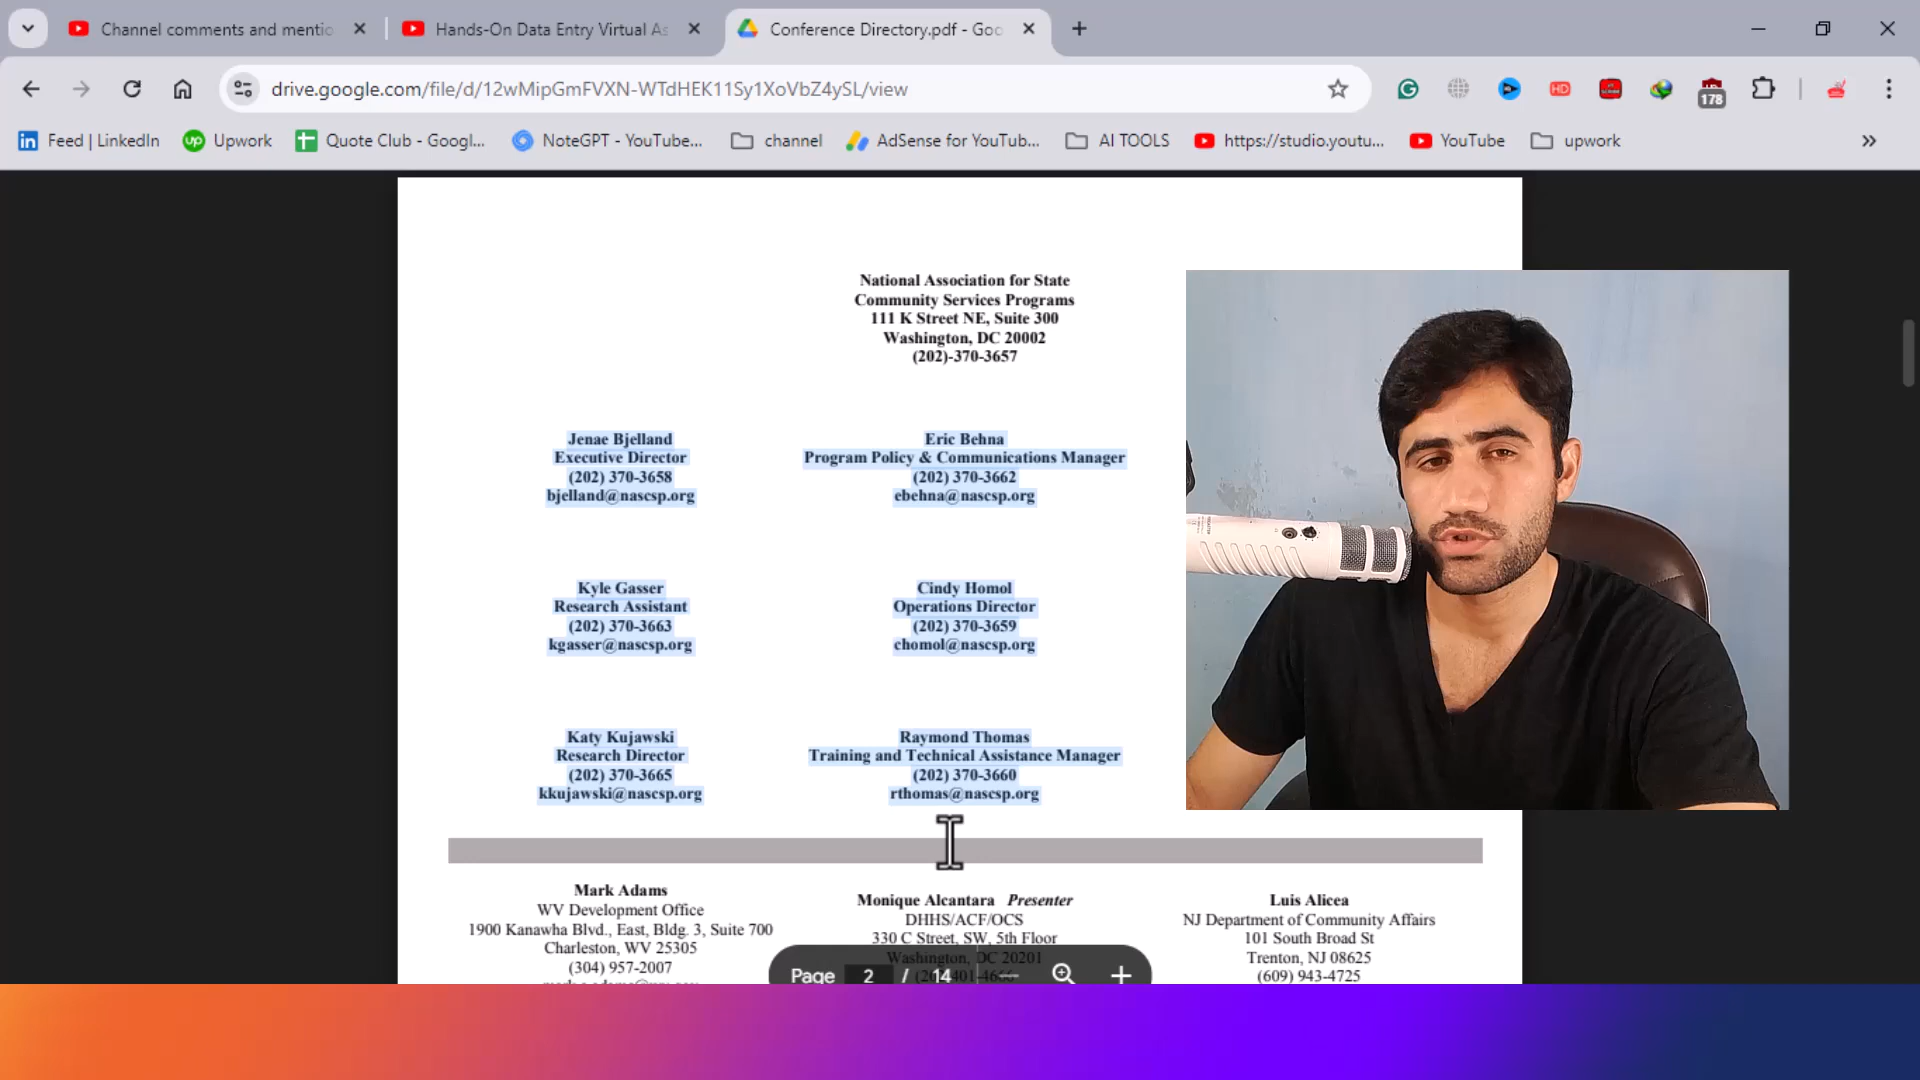 Channel comments and mentio
Hands-On Data Entry Virtual As
Conference Directory.pdf - Goo
drive.google.com/file/d/12wMipGmFVXN-WTdHEK11Sy1XoVbZ4ySL/view
HD
178
in Feed | LinkedIn
up Upwork
Quote Club - Googl...
NoteGPT - YouTube...
channel
AdSense for YouTub...
AI TOOLS
https://studio.youtu...
YouTube
upwork
National Association for State
Community Services Programs
111 K Street NE, Suite 300
Washington, DC 20002
(202)-370-3657
Jenae Bjelland
Executive Director
(202) 370-3658
bjelland@nascsp.org
Eric Behna
Program Policy & Communications Manager
(202) 370-3662
ebehna@nascsp.org
Kyle Gasser
Research Assistant
(202) 370-3663
kgasser@nascsp.org
Cindy Homol
Operations Director
(202) 370-3659
chomol@nascsp.org
Katy Kujawski
Research Director
(202) 370-3665
kkujawski@nascsp.org
Raymond Thomas
Training and Technical Assistance Manager
(202) 370-3660
rthomas@nascsp.org
Mark Adams
WV Development Office
1900 Kanawha Blvd., East, Bldg. 3, Suite 700
Charleston, WV 25305
(304) 957-2007
Monique Alcantara Presenter
DHHS/ACF/OCS
330 C Street, SW, 5th Floor
Washington, DC 20201
Luis Alicea
NJ Department of Community Affairs
101 South Broad St
Trenton, NJ 08625
(609) 943-4725
Page 2 / 14